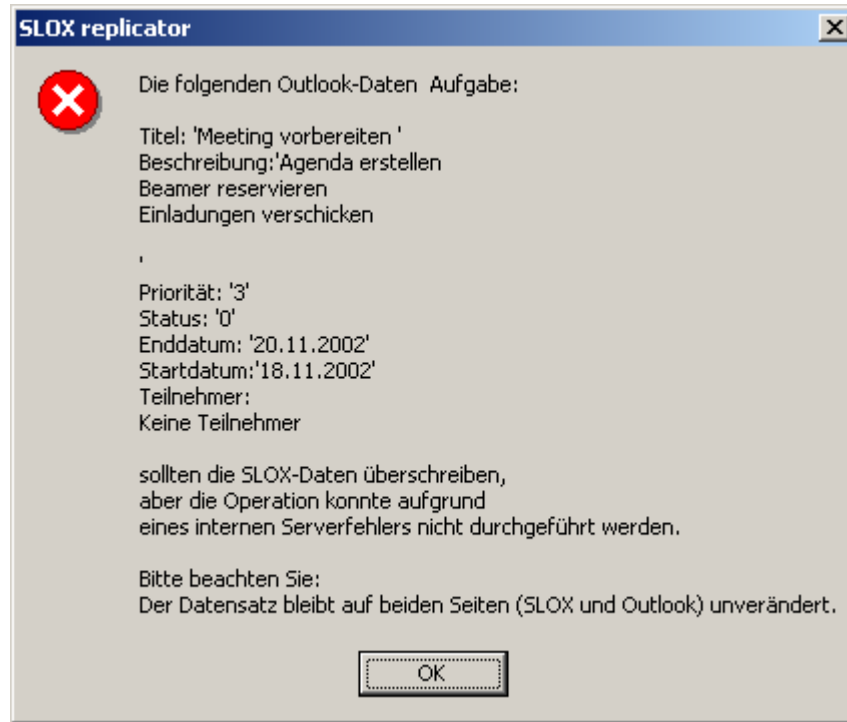 SLOX replicator
Die folgenden Outlook-Daten  Aufgabe:
Titel: 'Meeting vorbereiten '
Beschreibung:'Agenda erstellen
Beamer reservieren
Einladungen verschicken
'
Priorität: '3'
Status: '0'
Enddatum: '20.11.2002'
Startdatum:'18.11.2002'
Teilnehmer:
Keine Teilnehmer
sollten die SLOX-Daten überschreiben,
aber die Operation konnte aufgrund
eines internen Serverfehlers nicht durchgeführt werden.
Bitte beachten Sie:
Der Datensatz bleibt auf beiden Seiten (SLOX und Outlook) unverändert.
OK